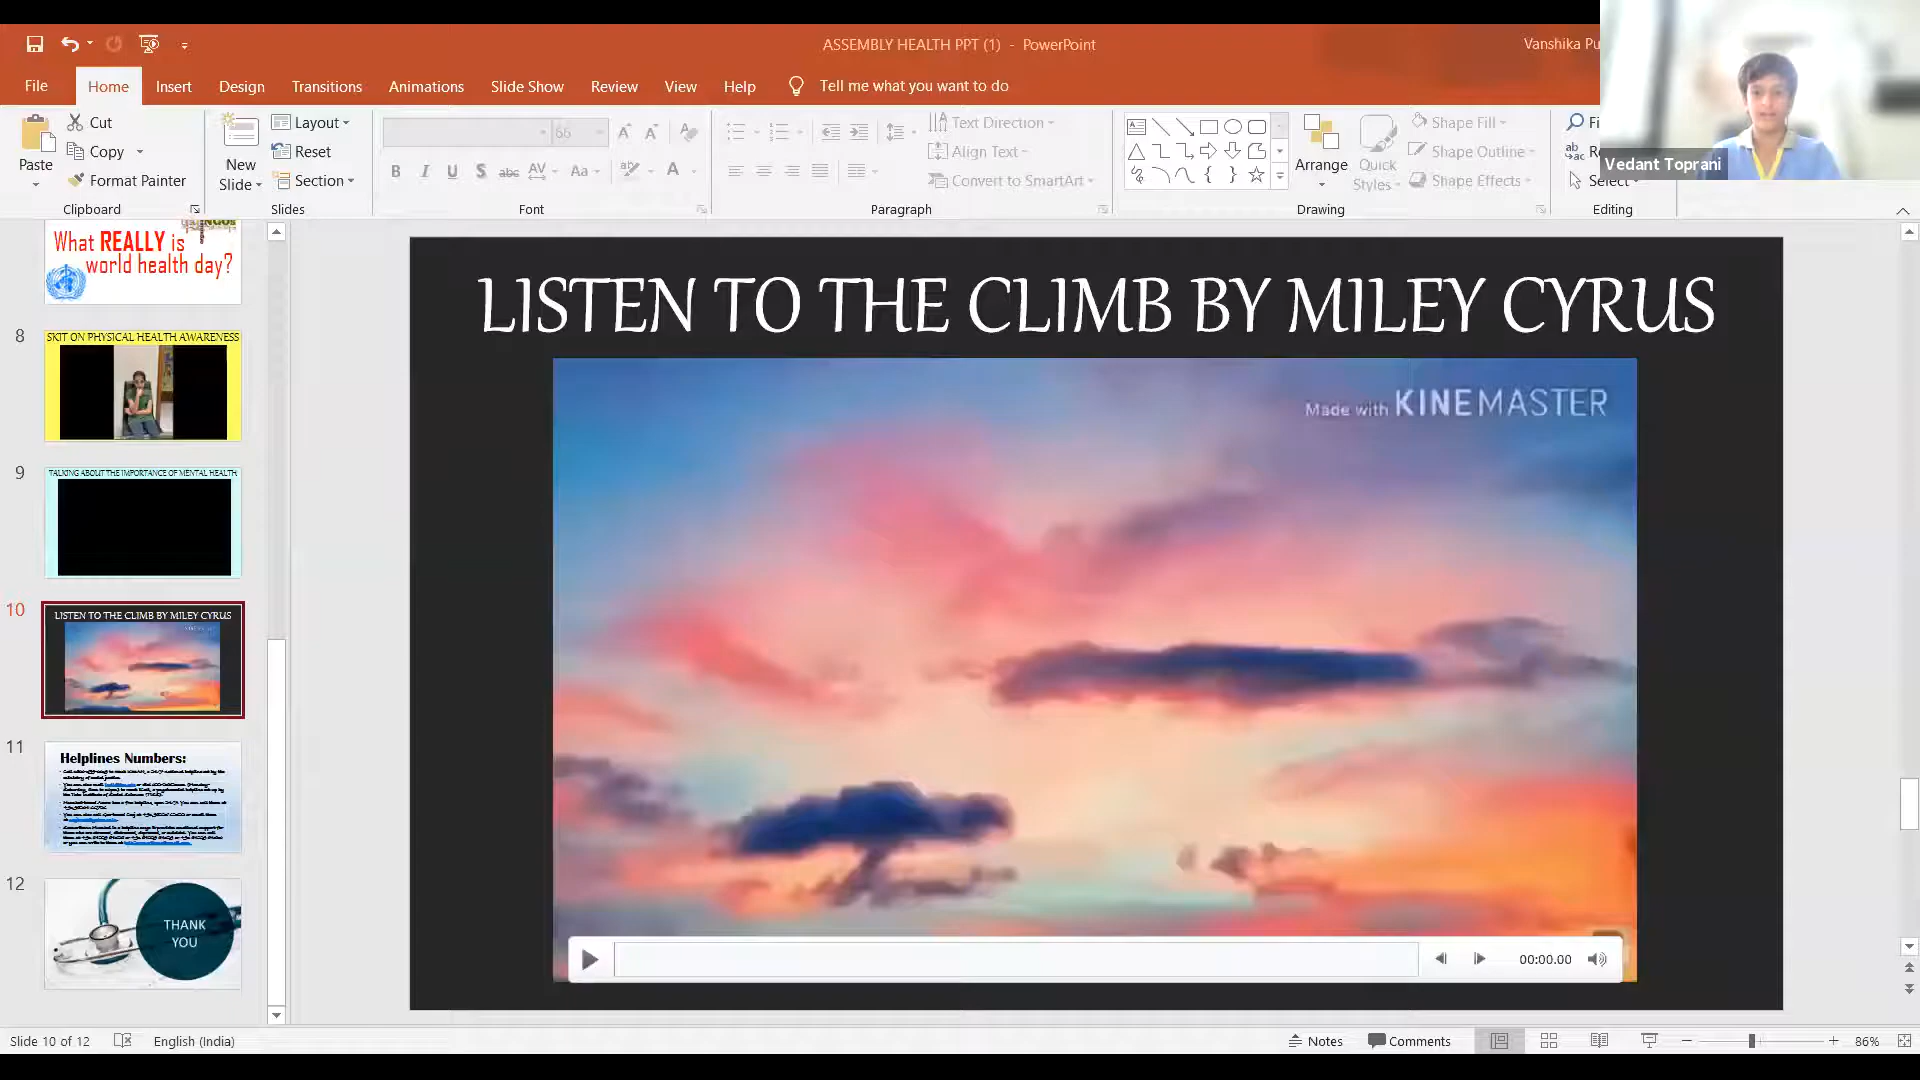 ASSEMBLY HEALTH PPT (1) - PowerPoint
Vanshika Pu
File
Home
Insert
Design
Transitions
Animations
Slide Show
Review
View
Help
Tell me what you want to do
Cut
Copy
Format Painter
Paste
Clipboard
New
Slide
Layout
Reset
Section
Slides
66
B I U S abc AV Aa A
Font
Text Direction
Align Text
Convert to SmartArt
Paragraph
Arrange
Quick
Styles
Shape Fill
Shape Outline
Shape Effects
Drawing
Fi
Select
Editing
Vedant Toprani
What REALLY is
world health day?
8
SKIT ON PHYSICAL HEALTH AWARENESS
9
TALKING ABOUT THE IMPORTANCE OF MENTAL HEALTH
10
LISTEN TO THE CLIMB BY MILEY CYRUS
11
Helplines Numbers:
12
THANK
YOU
LISTEN TO THE CLIMB BY MILEY CYRUS
Made with KINEMASTER
00:00.00
Slide 10 of 12
English (India)
Notes
Comments
86%